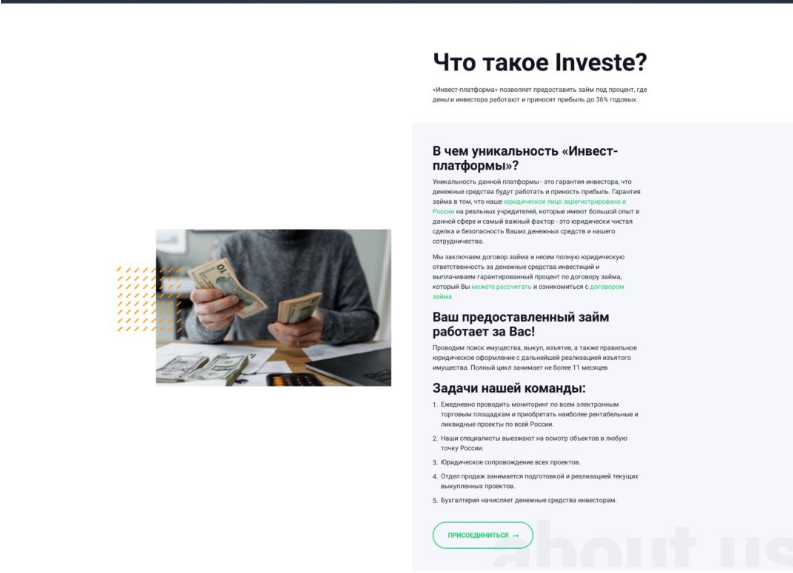 Что такое Investe?
«Инвест-платформа» позволяет предоставить займ под процент, где
деньги инвестора работают и приносят прибыль до 36% годовых.
В чем уникальность «Инвест-
платформы»?
Уникальность данной платформы - это гарантия инвестора, что
денежные средства будут работать и приность прибыль. Гарантия
займа в том, что наше юридическое лицо зарегистрировано в
России на реальных учредителей, которые имеют большой опыт в
данной сфере и самый важный фактор - это юридически чистая
сделка и безопасность Ваших денежных средств и нашего
сотрудничества.
Мы заключаем договор займа и несем полную юридическую
ответственность за денежные средства инвестиций и
выплачиваем гарантированный процент по договору займа,
который Вы можете рассчитать и ознакомиться с договором
займа
Ваш предоставленный займ
работает за Вас!
Проводим поиск имущества, выкуп, изъятие, а также правильное
юридическое оформление с дальнейшей реализацией изъятого
имущества. Полный цикл занимает не более 11 месяцев
Задачи нашей команды:
1. Ежедневно проводить мониторинг по всем электронным
торговым площадкам и приобретать наиболее рентабельные и
ликвидные проекты по всей России.
2. Наши специалисты выезжают на осмотр объектов в любую
точку России.
3. Юридическое сопровождение всех проектов.
4. Отдел продаж занимается подготовкой и реализацией текущих
выкупленных проектов.
5. Бухгалтерия начисляет денежные средства инвесторам.
ПРИСОЕДИНИТЬСЯ →
about us